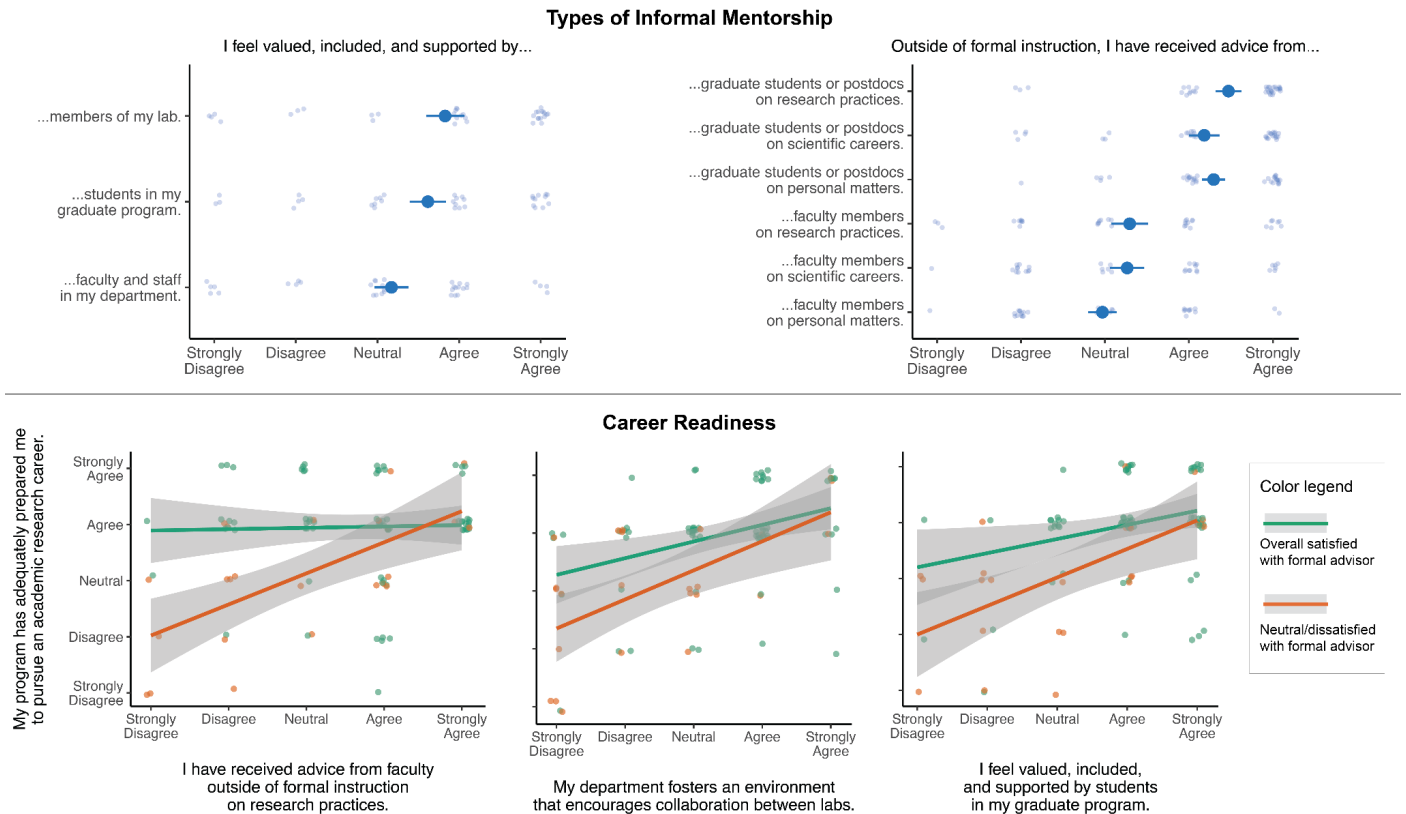 Types of Informal Mentorship
I feel valued, included, and supported by...
...members of my lab.
...students in my
graduate program.
...faculty and staff
in my department.
Strongly
Disagree
Disagree
Neutral
Agree
Strongly
Agree
Outside of formal instruction, I have received advice from...
...graduate students or postdocs
on research practices.
...graduate students or postdocs
on scientific careers.
...graduate students or postdocs
on personal matters.
...faculty members
on research practices.
...faculty members
on scientific careers.
...faculty members
on personal matters.
Strongly
Disagree
Disagree
Neutral
Agree
Strongly
Agree
Career Readiness
My program has adequately prepared me
to pursue an academic research career.
Strongly
Agree
Agree
Neutral
Disagree
Strongly
Disagree
Strongly
Disagree
Disagree
Neutral
Agree
Strongly
Agree
I have received advice from faculty
outside of formal instruction
on research practices.
Strongly
Disagree
Disagree
Neutral
Agree
Strongly
Agree
My department fosters an environment
that encourages collaboration between labs.
Strongly
Disagree
Disagree
Neutral
Agree
Strongly
Agree
I feel valued, included,
and supported by students
in my graduate program.
Color legend
Overall satisfied
with formal advisor
Neutral/dissatisfied
with formal advisor